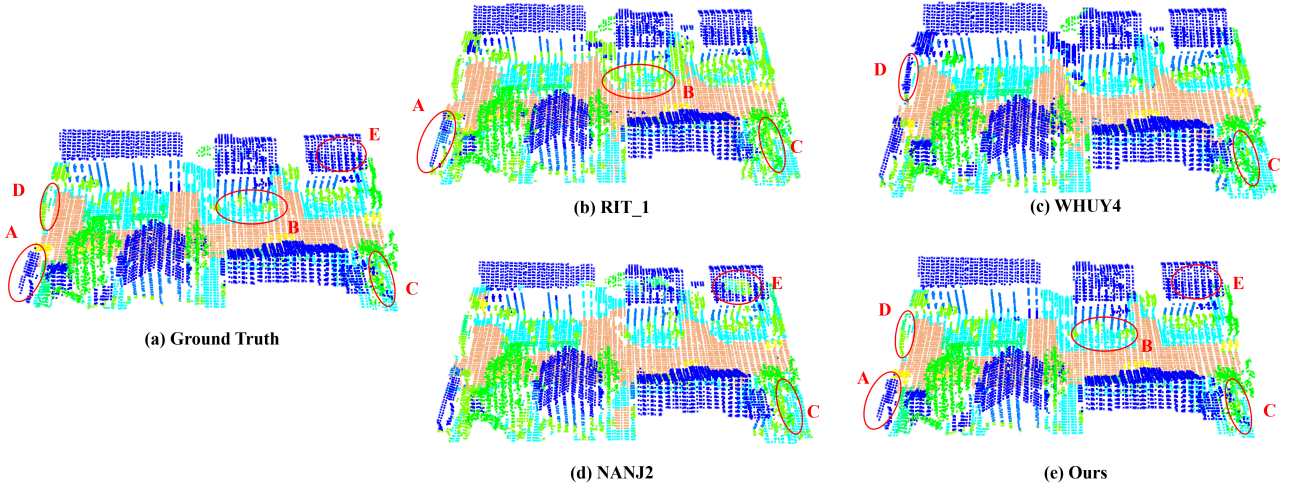 A
B
C
(b) RIT_1
D
C
(c) WHUY4
E
D
A
B
C
(a) Ground Truth
E
C
(d) NANJ2
E
D
B
A
C
(e) Ours